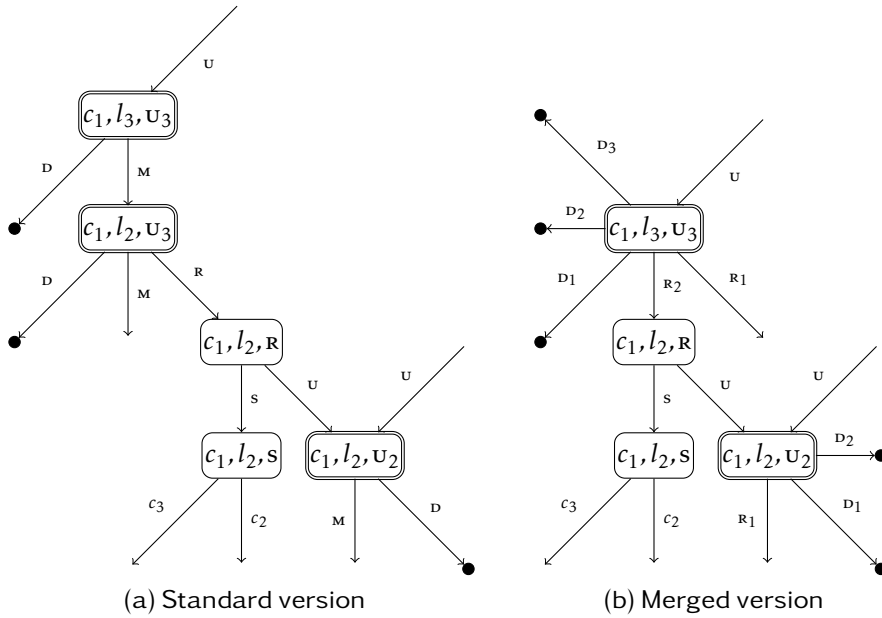 U
c₁, l₃, U₃
D
M
c₁, l₂, U₃
D
M
R
c₁, l₂, R
S
U
U
c₁, l₂, S
c₁, l₂, U₂
c₃
c₂
M
D
(a) Standard version
D₃
U
D₂
c₁, l₃, U₃
D₁
R₂
R₁
c₁, l₂, R
S
U
U
c₁, l₂, S
c₁, l₂, U₂
D₂
c₃
c₂
R₁
D₁
(b) Merged version